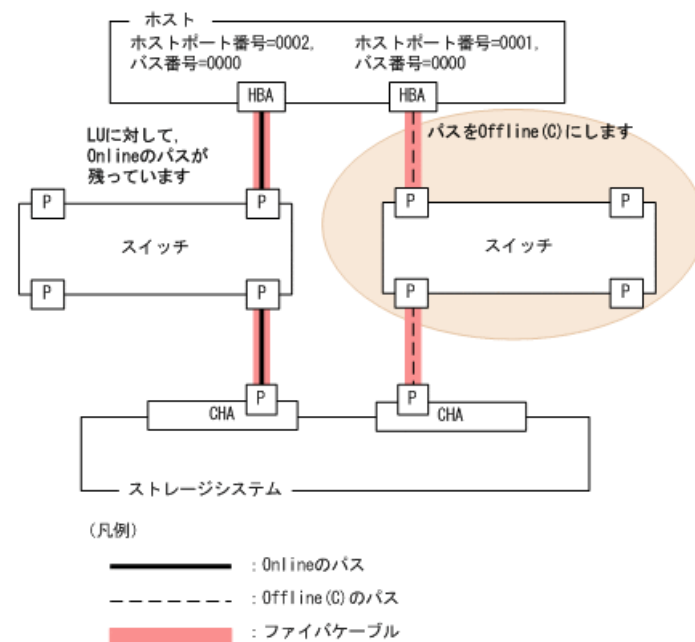 ホスト
ホストポート番号=0002,
バス番号=0000
ホストポート番号=0001,
バス番号=0000
HBA
HBA
LUに対して,
Onlineのパスが
残っています
パスをOffline(C)にします
P
P
P
P
スイッチ
スイッチ
P
P
P
P
P
P
CHA
CHA
ストレージシステム
(凡例)
:Onlineのパス
:Offline(C)のパス
:ファイバケーブル